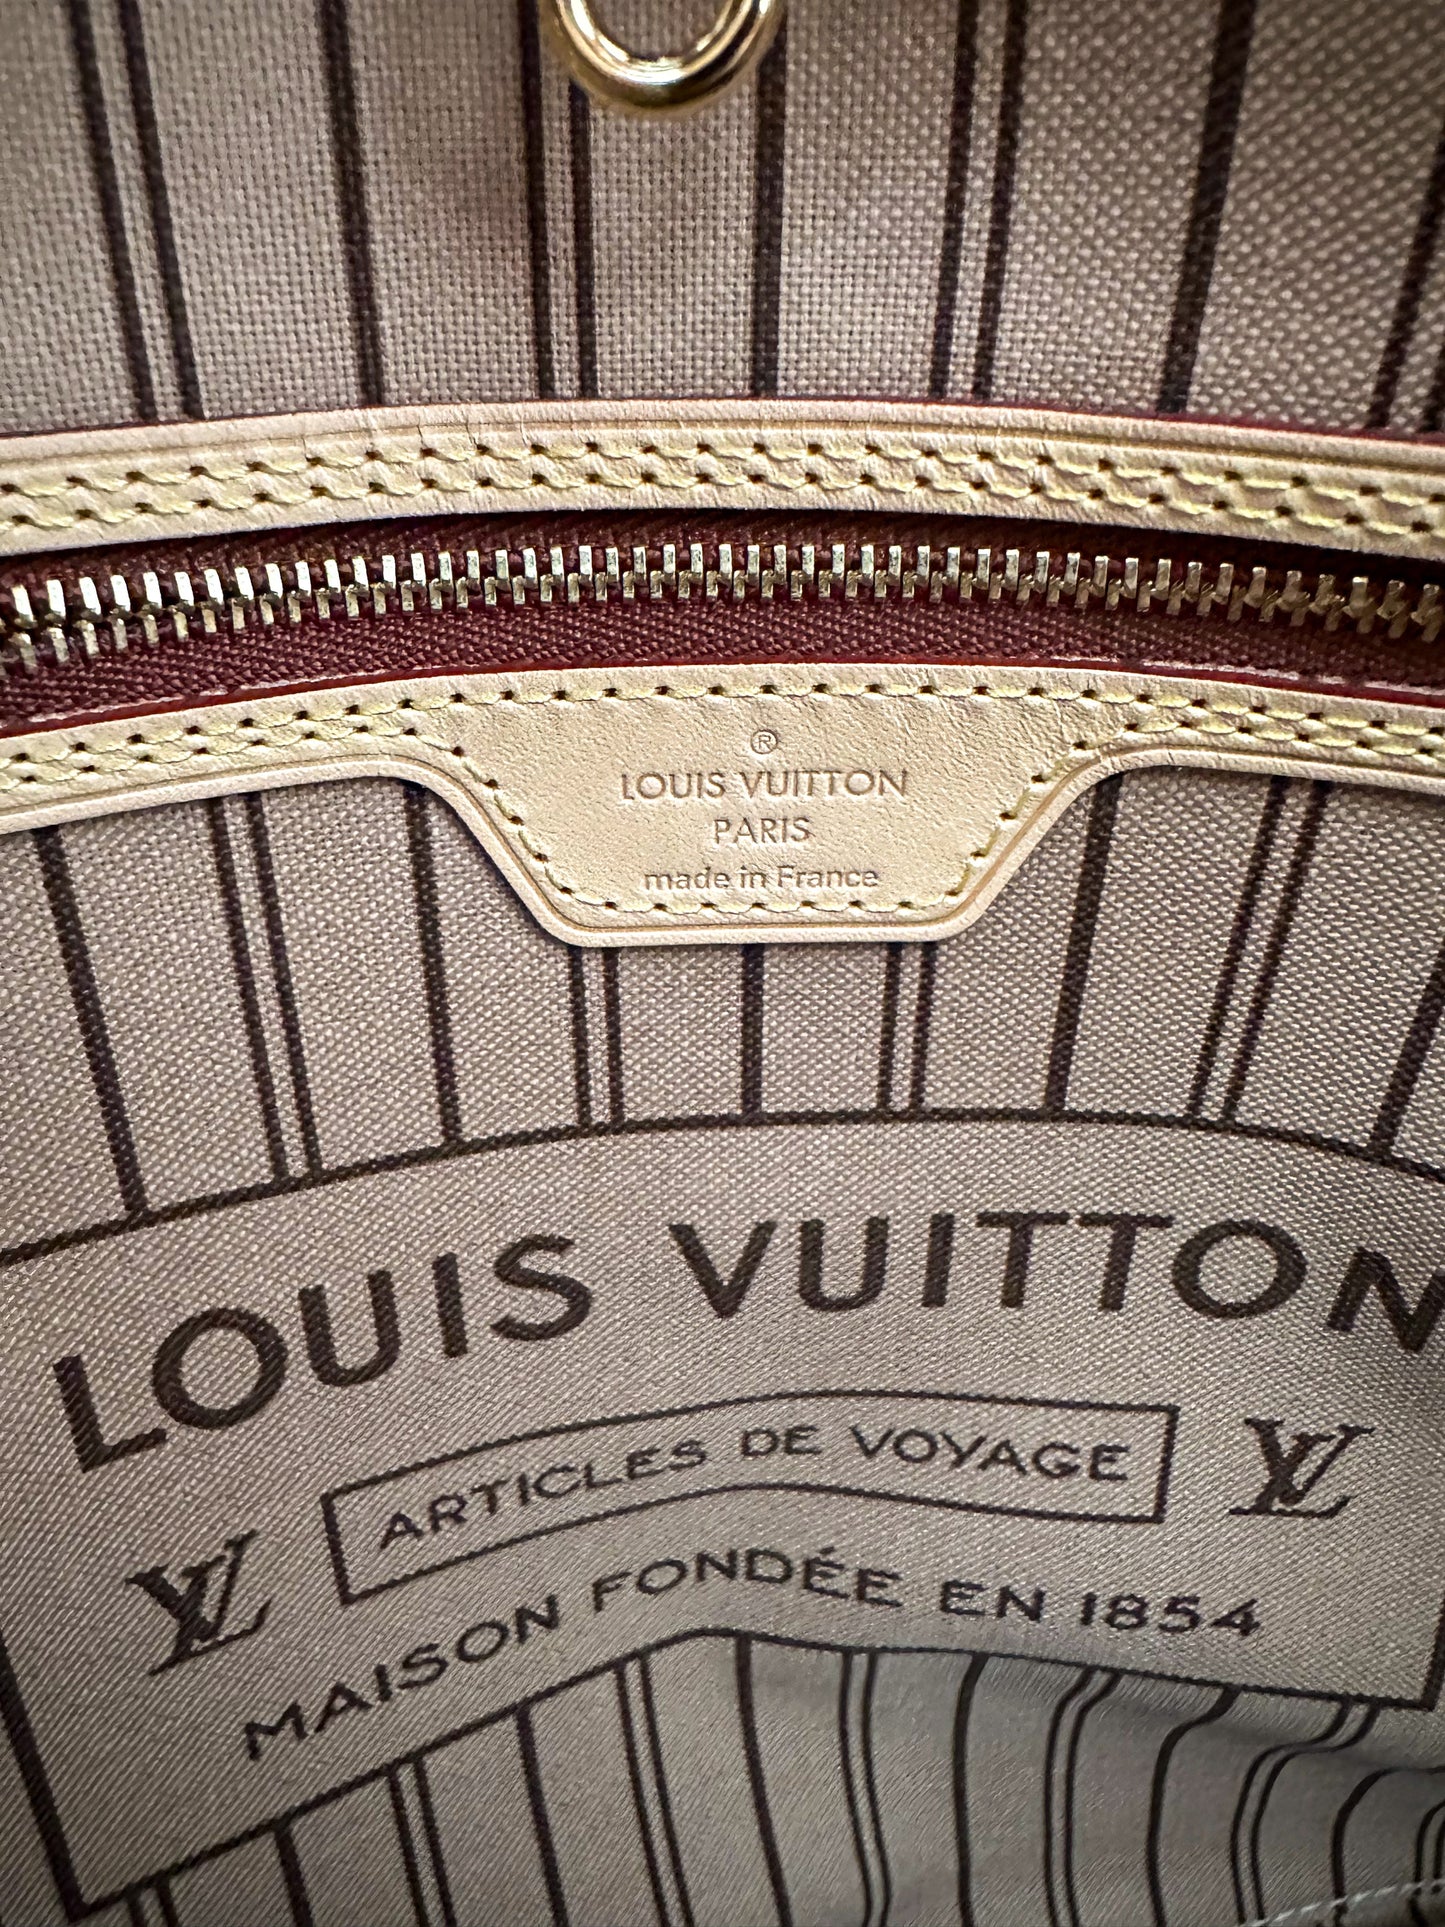 ®
LOUIS VUITTON
PARIS
made in France
LOUIS VUITTON
ARTICLES DE VOYAGE
LV
LV
MAISON FONDÉE EN 1854